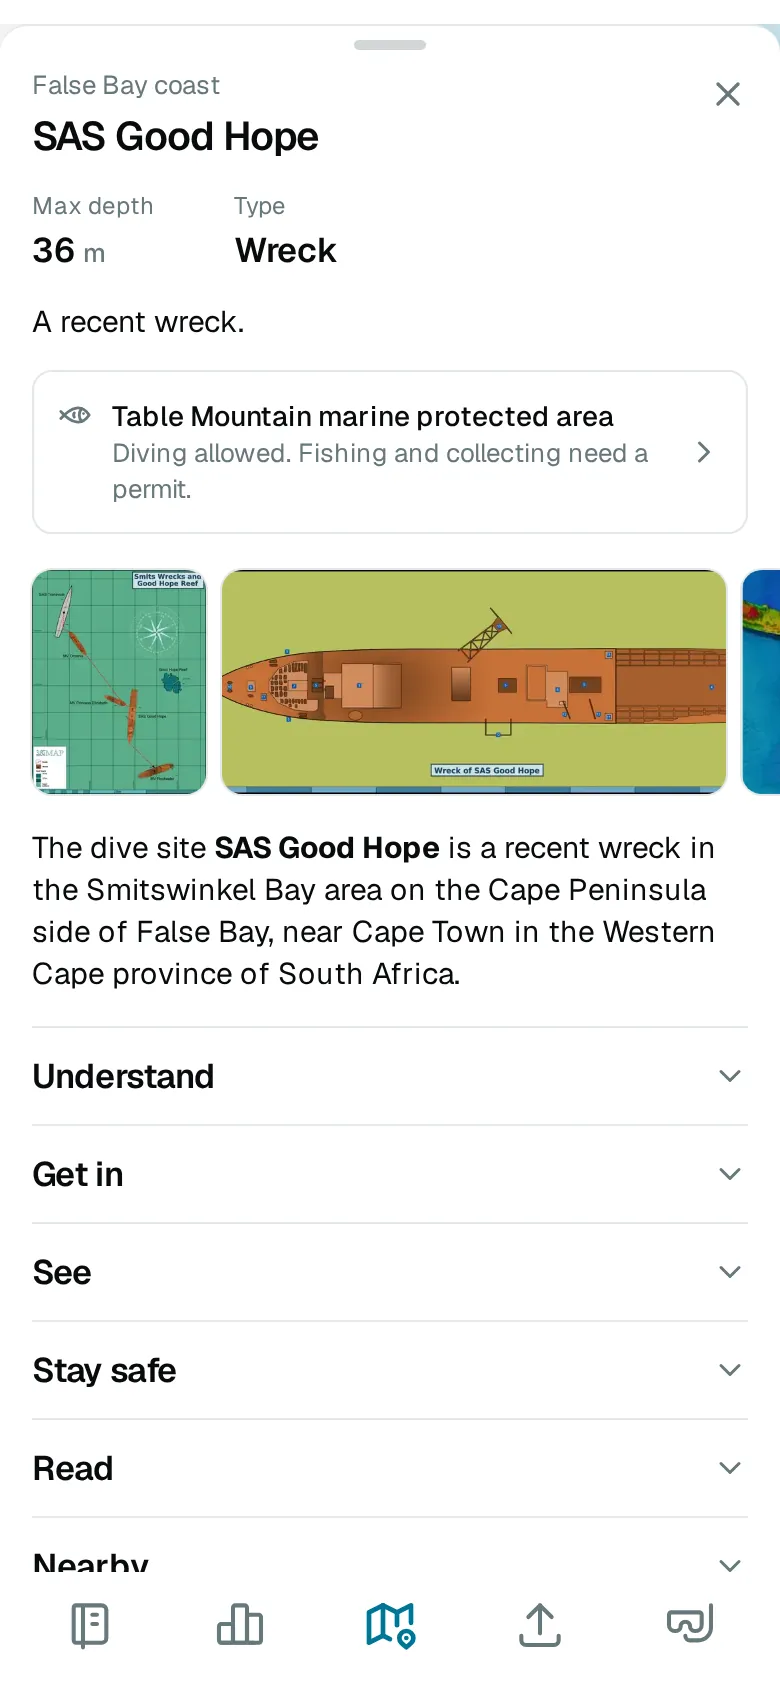 False Bay coast
SAS Good Hope
Max depth
Type
36 m
Wreck
A recent wreck.
Table Mountain marine protected area
Diving allowed. Fishing and collecting need a
permit.
Smits Wrecks and
Good Hope Reef
Wreck of SAS Good Hope
The dive site SAS Good Hope is a recent wreck in
the Smitswinkel Bay area on the Cape Peninsula
side of False Bay, near Cape Town in the Western
Cape province of South Africa.
Understand
Get in
See
Stay safe
Read
Nearby